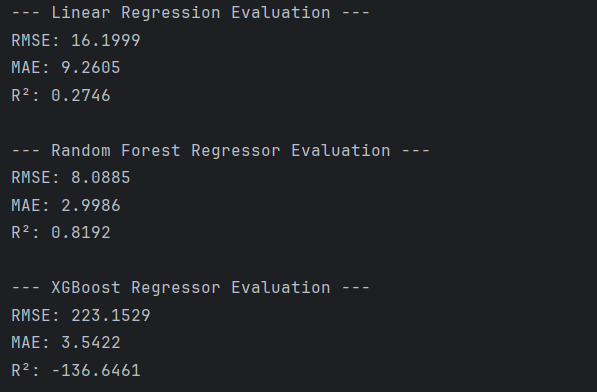 --- Linear Regression Evaluation ---
RMSE: 16.1999
MAE: 9.2605
R²: 0.2746
--- Random Forest Regressor Evaluation ---
RMSE: 8.0885
MAE: 2.9986
R²: 0.8192
--- XGBoost Regressor Evaluation ---
RMSE: 223.1529
MAE: 3.5422
R²: -136.6461